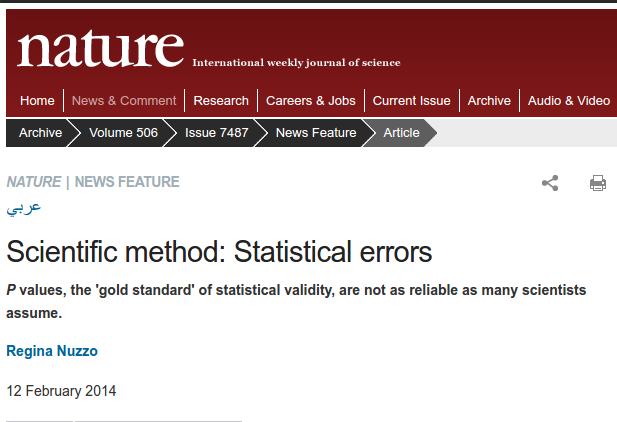 nature International weekly journal of science
Home News & Comment Research Careers & Jobs Current Issue Archive Audio & Video
Archive Volume 506 Issue 7487 News Feature Article
NATURE | NEWS FEATURE
عربي
Scientific method: Statistical errors
P values, the 'gold standard' of statistical validity, are not as reliable as many scientists
assume.
Regina Nuzzo
12 February 2014